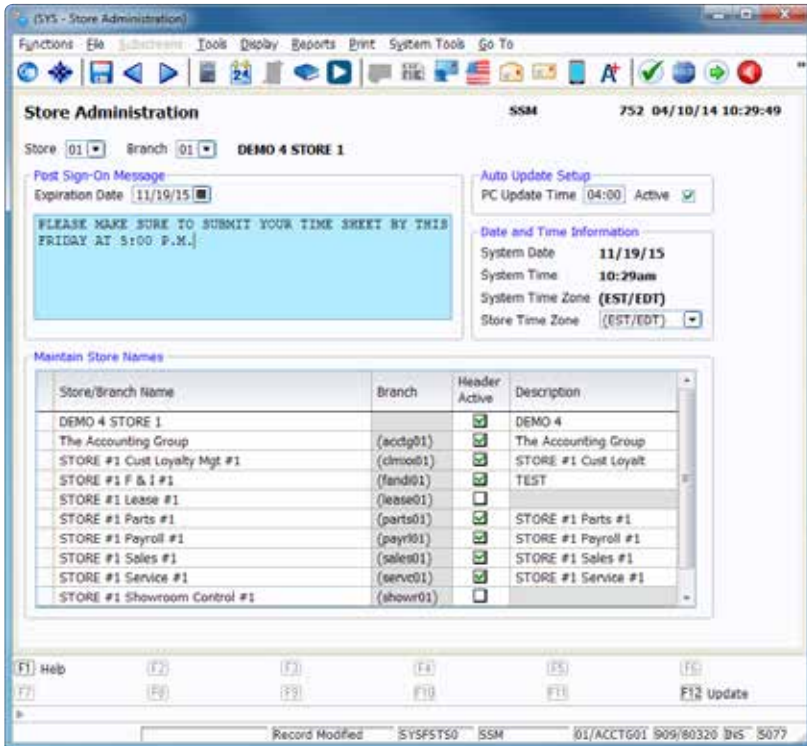 (SYS - Store Administration)
Functions File Subscreens Tools Display Reports Print System Tools Go To
Store Administration SSM 752 04/10/14 10:29:49
Store 01 Branch 01 DEMO 4 STORE 1
Post Sign-On Message
Expiration Date 11/19/15
PLEASE MAKE SURE TO SUBMIT YOUR TIME SHEET BY THIS
FRIDAY AT 5:00 P.M.
Auto Update Setup
PC Update Time 04:00 Active
Date and Time Information
System Date 11/19/15
System Time 10:29am
System Time Zone (EST/EDT)
Store Time Zone (EST/EDT)
Maintain Store Names
Store/Branch Name Branch Header Active Description
DEMO 4 STORE 1 DEMO 4
The Accounting Group (acctg01) The Accounting Group
STORE #1 Cust Loyalty Mgt #1 STORE #1 Cust Loyalt
STORE #1 F & I #1 (fandi01) TEST
STORE #1 Lease #1 (lease01)
STORE #1 Parts #1 (parts01) STORE #1 Parts #1
STORE #1 Payroll #1 (payrl01) STORE #1 Payroll #1
STORE #1 Sales #1 (sales01) STORE #1 Sales #1
STORE #1 Service #1 (servc01) STORE #1 Service #1
STORE #1 Showroom Control #1 (showr01)
F1 Help F2 F3 F4 F5 F6
F7 F8 F9 F10 F11 F12 Update
Record Modified SSM 01/ACCTG01 909/80320 INS 5077